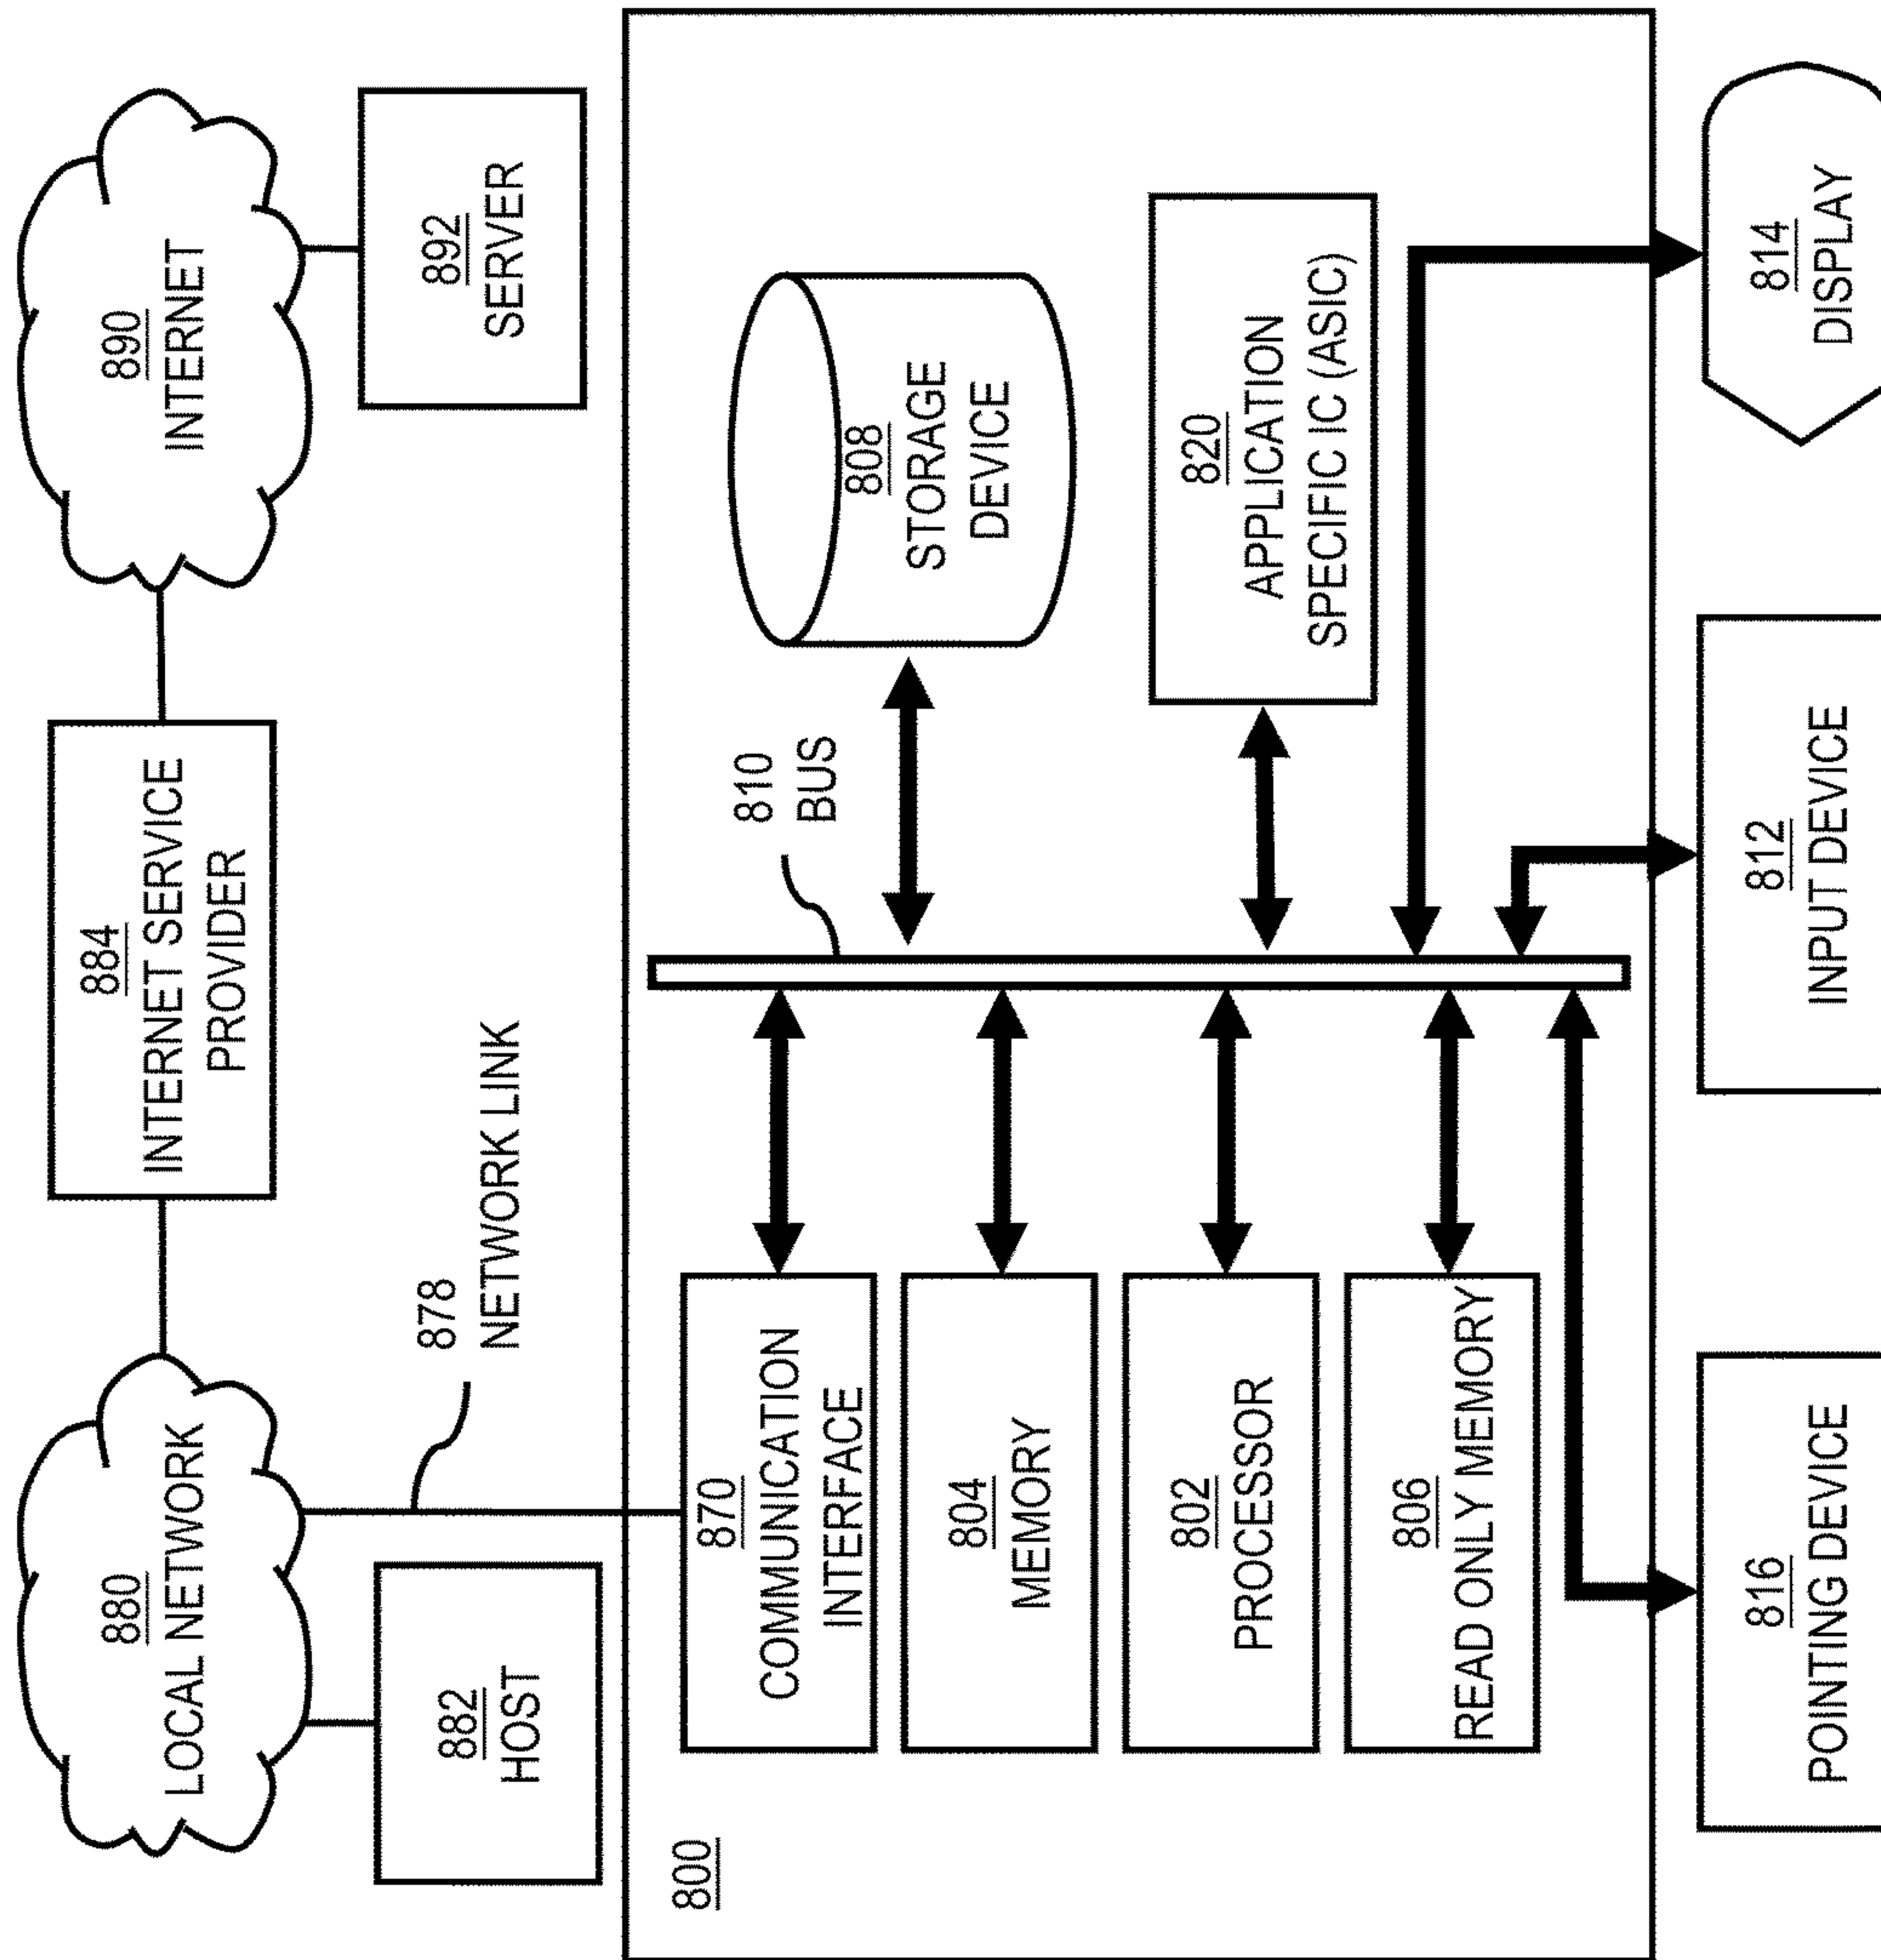 880
LOCAL NETWORK
884
INTERNET SERVICE
PROVIDER
890
INTERNET
882
HOST
878
NETWORK LINK
892
SERVER
800
870
COMMUNICATION
INTERFACE
804
MEMORY
802
PROCESSOR
806
READ ONLY MEMORY
810
BUS
808
STORAGE
DEVICE
820
APPLICATION
SPECIFIC IC (ASIC)
816
POINTING DEVICE
812
INPUT DEVICE
814
DISPLAY